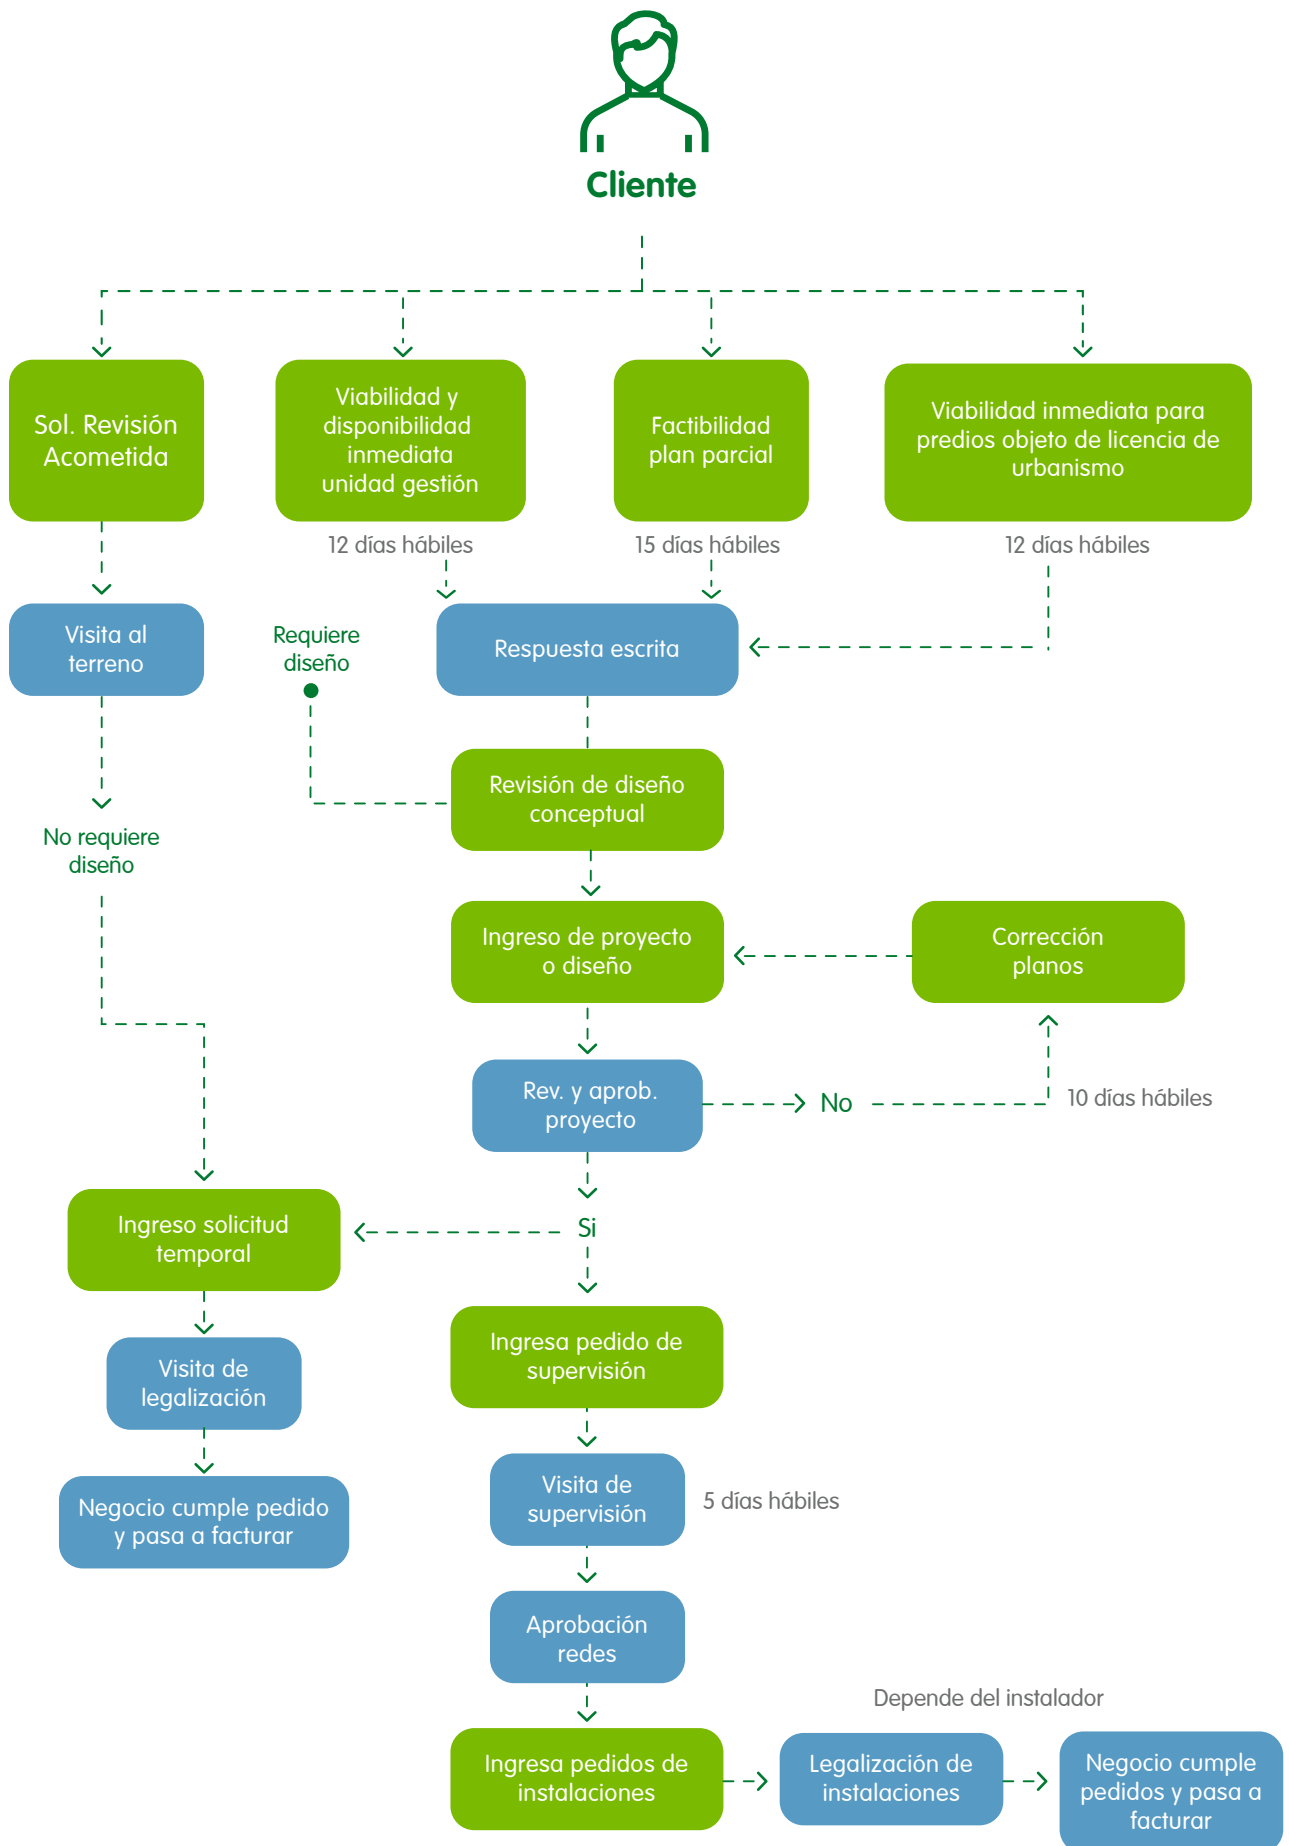 Cliente
Sol. Revisión
Acometida
Viabilidad y
disponibilidad
inmediata
unidad gestión
Factibilidad
plan parcial
Viabilidad inmediata para
predios objeto de licencia de
urbanismo
12 días hábiles
15 días hábiles
12 días hábiles
Visita al
terreno
Requiere
diseño
Respuesta escrita
Revisión de diseño
conceptual
No requiere
diseño
Ingreso de proyecto
o diseño
Corrección
planos
Rev. y aprob.
proyecto
No
10 días hábiles
Ingreso solicitud
temporal
Si
Ingresa pedido de
supervisión
Visita de
legalización
Visita de
supervisión
5 días hábiles
Negocio cumple pedido
y pasa a facturar
Aprobación
redes
Depende del instalador
Ingresa pedidos de
instalaciones
Legalización de
instalaciones
Negocio cumple
pedidos y pasa a
facturar